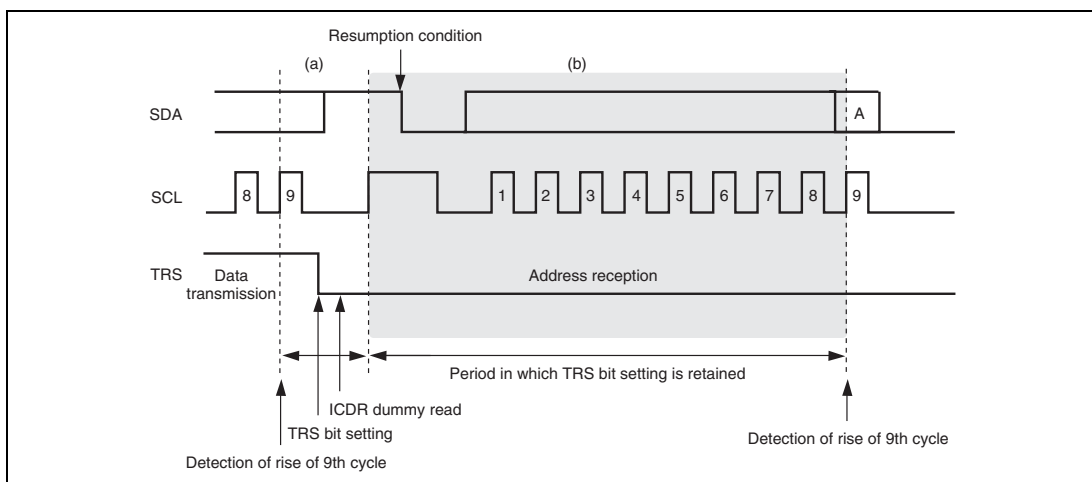 Resumption condition
(a)
(b)
SDA
A
SCL
8
9
1
2
3
4
5
6
7
8
9
TRS
Data
transmission
Address reception
Period in which TRS bit setting is retained
ICDR dummy read
TRS bit setting
Detection of rise of 9th cycle
Detection of rise of 9th cycle